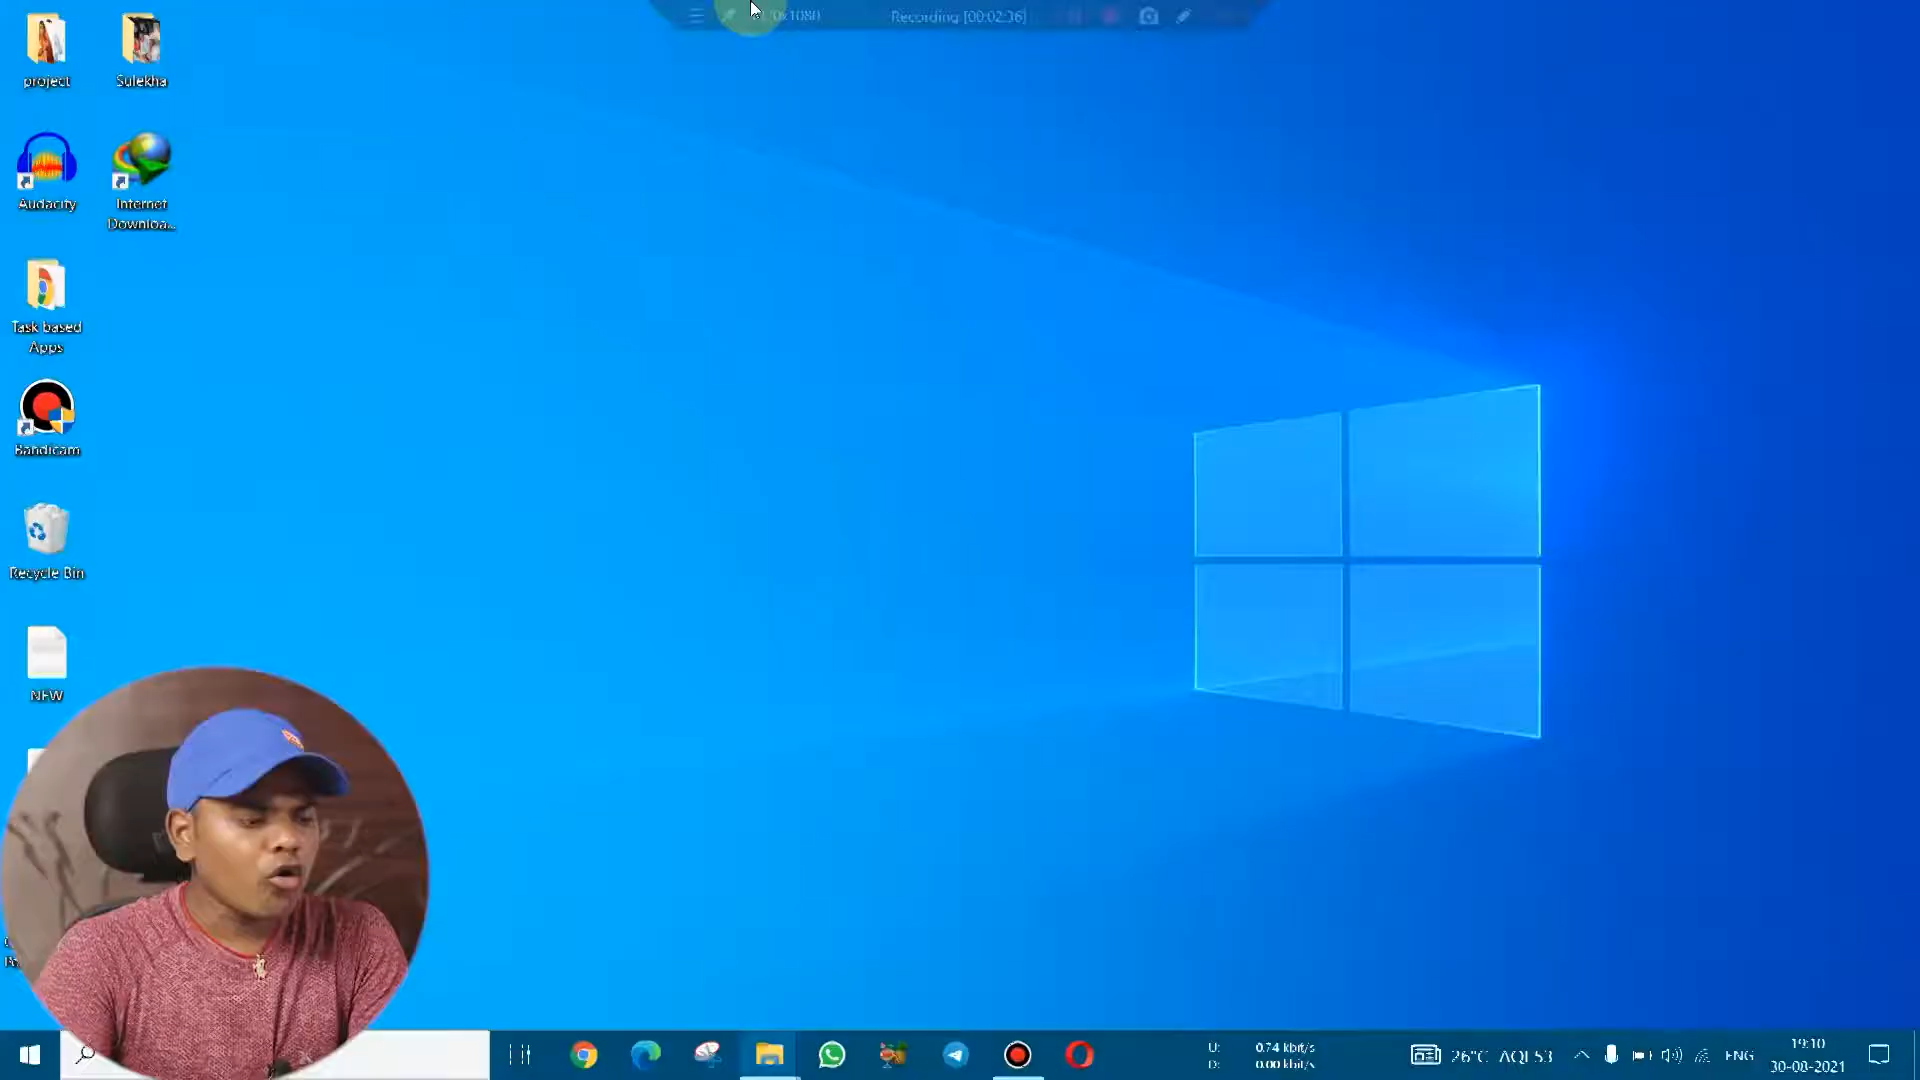 Recording [00:02:36]
project
Sulekha
Audacity
Internet
Downloa...
Task based
Apps
Bandicam
Recycle Bin
NEW
U: 0.74 kbit/s
D: 0.00 kbit/s
26°C AQI 53
ENG
19:10
30-08-2021